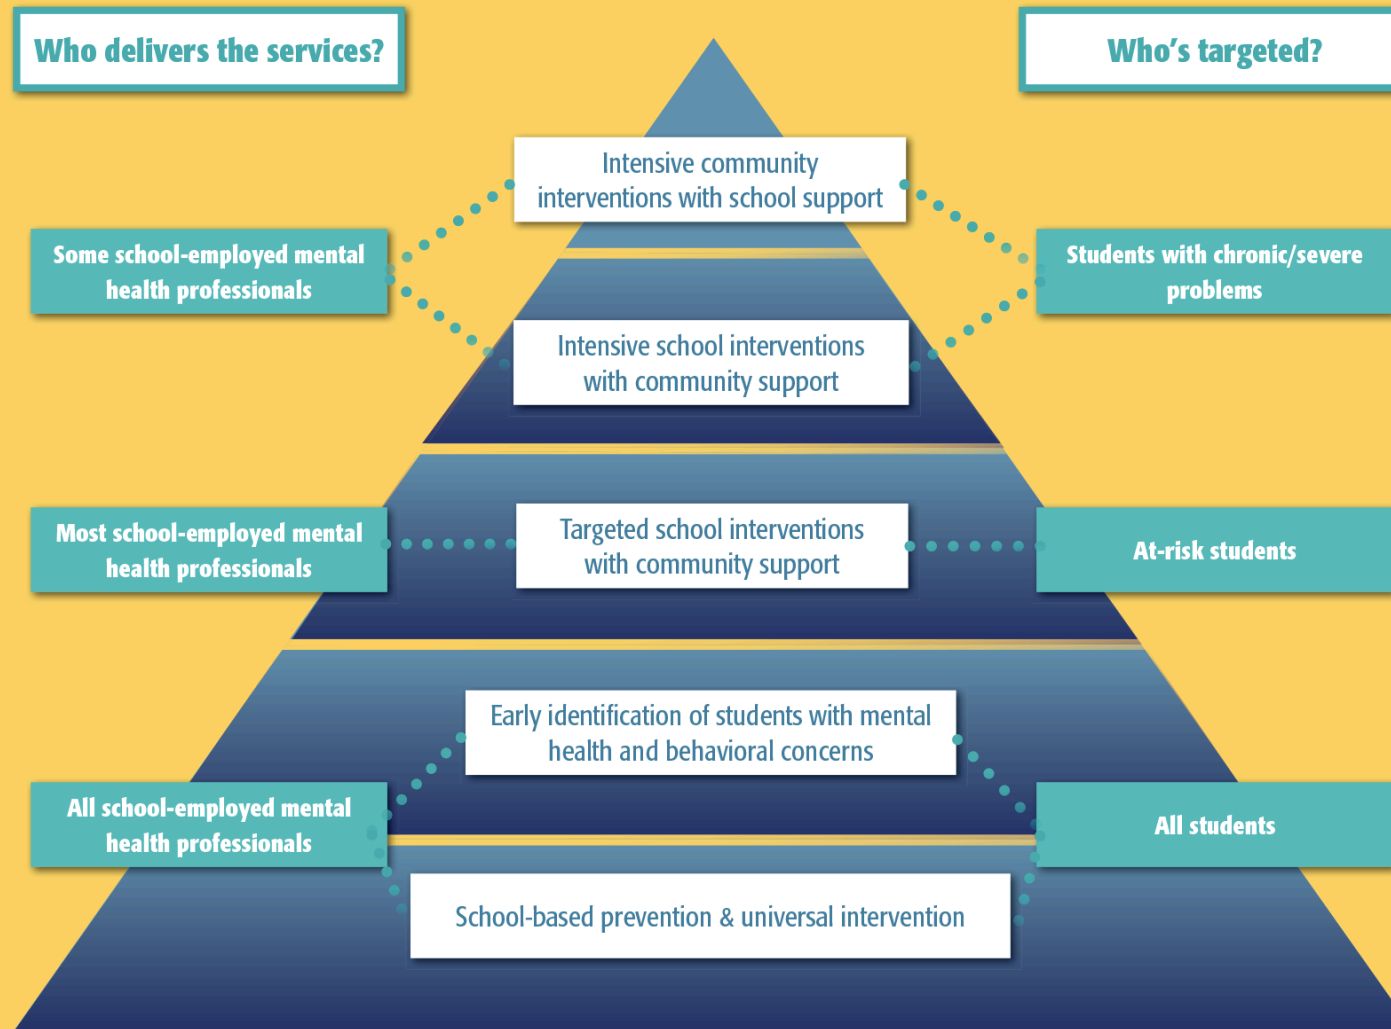 Who delivers the services?
Who's targeted?
Intensive community
interventions with school support
Some school-employed mental
health professionals
Students with chronic/severe
problems
Intensive school interventions
with community support
Most school-employed mental
health professionals
Targeted school interventions
with community support
At-risk students
Early identification of students with mental
health and behavioral concerns
All school-employed mental
health professionals
All students
School-based prevention & universal intervention